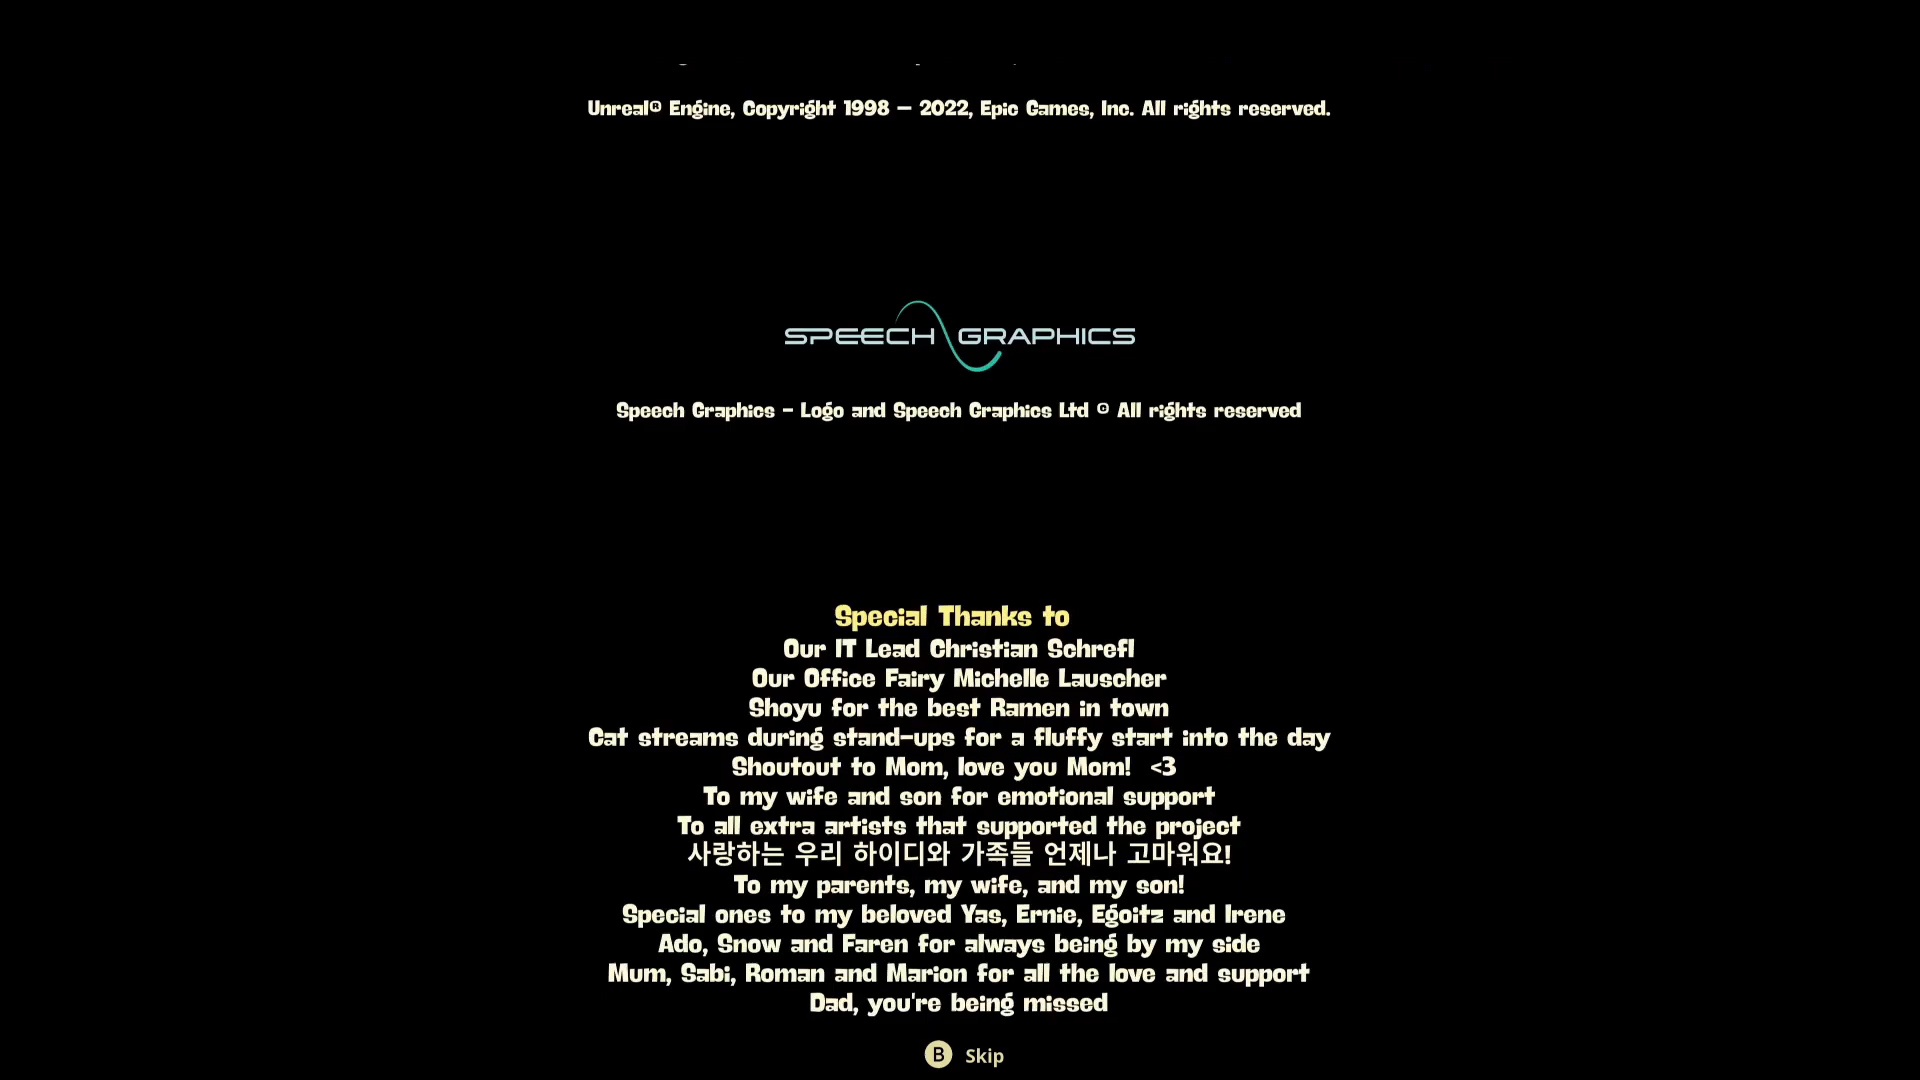 Unreal® Engine, Copyright 1998 – 2022, Epic Games, Inc. All rights reserved.
SPEECH GRAPHICS
Speech Graphics - Logo and Speech Graphics Ltd © All rights reserved
Special Thanks to
Our IT Lead Christian Schrefl
Our Office Fairy Michelle Lauscher
Shoyu for the best Ramen in town
Cat streams during stand-ups for a fluffy start into the day
Shoutout to Mom, love you Mom! <3
To my wife and son for emotional support
To all extra artists that supported the project
사랑하는 우리 하이디와 가족들 언제나 고마워요!
To my parents, my wife, and my son!
Special ones to my beloved Yas, Ernie, Egoitz and Irene
Ado, Snow and Faren for always being by my side
Mum, Sabi, Roman and Marion for all the love and support
Dad, you're being missed
B Skip